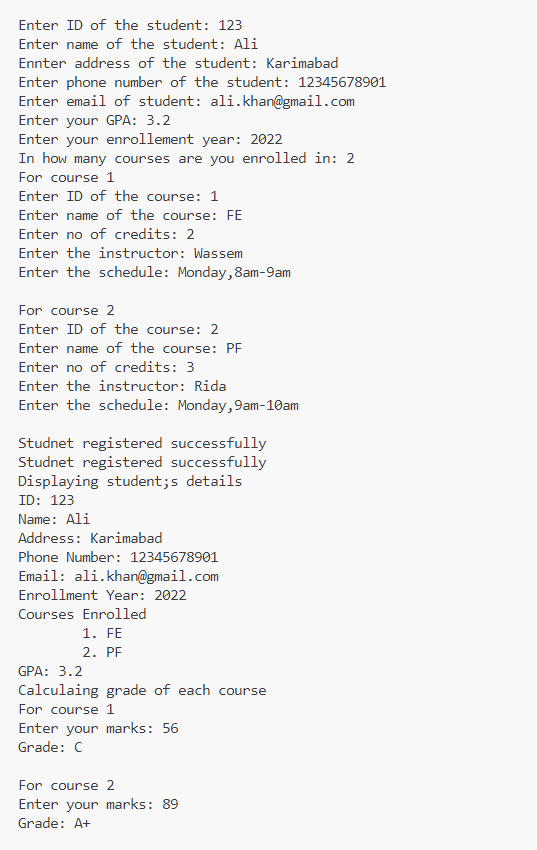 Enter ID of the student: 123
Enter name of the student: Ali
Ennter address of the student: Karimabad
Enter phone number of the student: 12345678901
Enter email of student: ali.khan@gmail.com
Enter your GPA: 3.2
Enter your enrollement year: 2022
In how many courses are you enrolled in: 2
For course 1
Enter ID of the course: 1
Enter name of the course: FE
Enter no of credits: 2
Enter the instructor: Wassem
Enter the schedule: Monday,8am-9am

For course 2
Enter ID of the course: 2
Enter name of the course: PF
Enter no of credits: 3
Enter the instructor: Rida
Enter the schedule: Monday,9am-10am

Studnet registered successfully
Studnet registered successfully
Displaying student;s details
ID: 123
Name: Ali
Address: Karimabad
Phone Number: 12345678901
Email: ali.khan@gmail.com
Enrollment Year: 2022
Courses Enrolled
        1. FE
        2. PF
GPA: 3.2
Calculaing grade of each course
For course 1
Enter your marks: 56
Grade: C

For course 2
Enter your marks: 89
Grade: A+